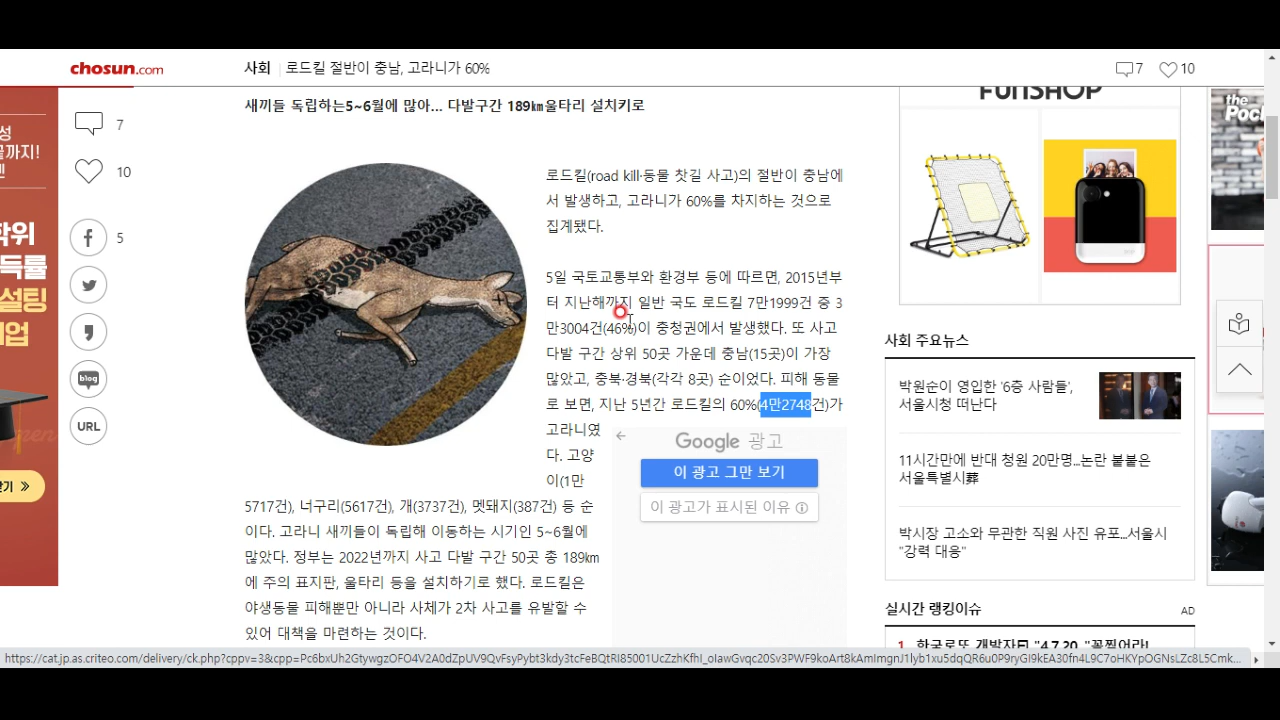 chosun.com
사회 로드킬 절반이 충남, 고라니가 60%
7 10
새끼들 독립하는5~6월에 많아... 다발구간 189㎞울타리 설치키로
7
10
5
blog
URL
로드킬(road kill·동물 찻길 사고)의 절반이 충남에
서 발생하고, 고라니가 60%를 차지하는 것으로
집계됐다.
5일 국토교통부와 환경부 등에 따르면, 2015년부
터 지난해까지 일반 국도 로드킬 7만1999건 중 3
만3004건(46%)이 충청권에서 발생했다. 또 사고
다발 구간 상위 50곳 가운데 충남(15곳)이 가장
많았고, 충북·경북(각각 8곳) 순이었다. 피해 동물
로 보면, 지난 5년간 로드킬의 60%(4만2748건)가
고라니였
다. 고양
이(1만
5717건), 너구리(5617건), 개(3737건), 멧돼지(387건) 등 순
이다. 고라니 새끼들이 독립해 이동하는 시기인 5~6월에
많았다. 정부는 2022년까지 사고 다발 구간 50곳 총 189㎞
에 주의 표지판, 울타리 등을 설치하기로 했다. 로드킬은
야생동물 피해뿐만 아니라 사체가 2차 사고를 유발할 수
있어 대책을 마련하는 것이다.
Google 광고
이 광고 그만 보기
이 광고가 표시된 이유
FUNSHOP
사회 주요뉴스
박원순이 영입한 '6층 사람들',
서울시청 떠난다
11시간만에 반대 청원 20만명...논란 불붙은
서울특별시葬
박시장 고소와 무관한 직원 사진 유포...서울시
"강력 대응"
실시간 랭킹이슈 AD
the
끝까지!
학위
득률
설팅
업